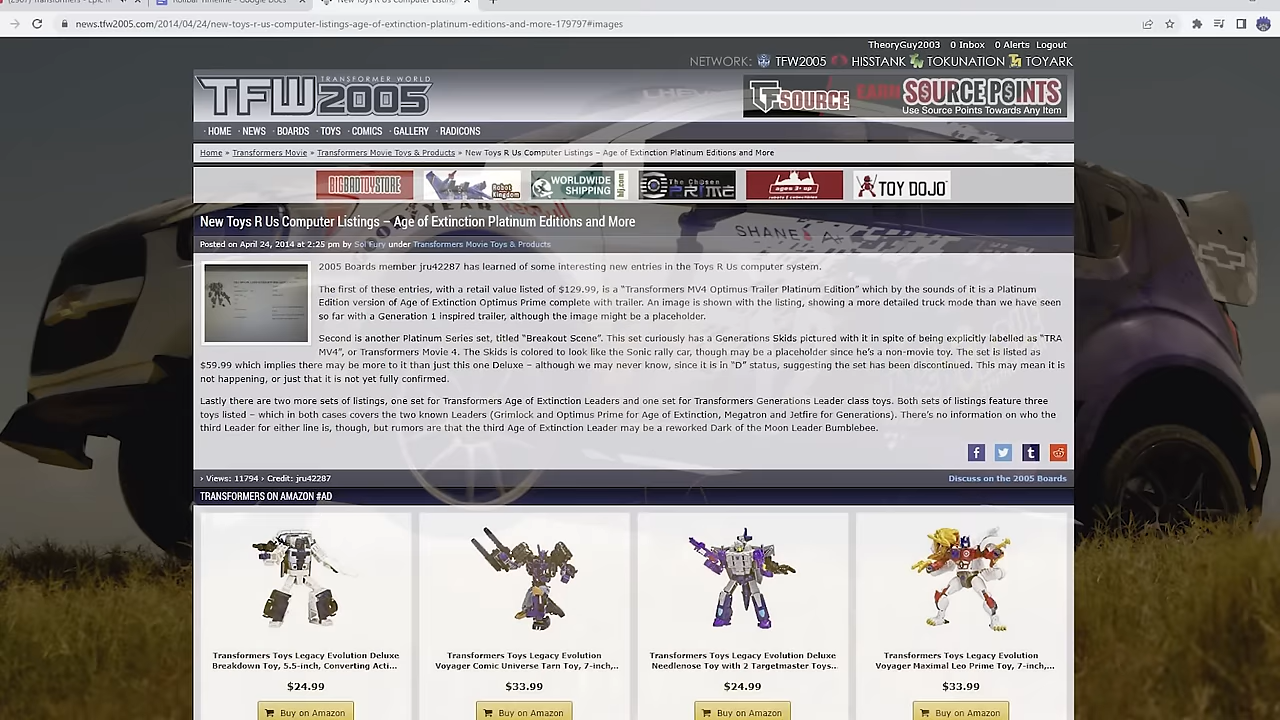 New Toys R Us Computer Listing
news.tfw2005.com/2014/04/24/new-toys-r-us-computer-listings-age-of-extinction-platinum-editions-and-more-179797#images
TheoryGuy2003 0 Inbox 0 Alerts Logout
NETWORK: TFW2005 HISSTANK TOKUNATION TOYARK
TRANSFORMER WORLD
TFW2005
TFSOURCE EARN SOURCEPOINTS
Use Source Points Towards Any Item
· HOME · NEWS · BOARDS · TOYS · COMICS · GALLERY · RADICONS
Home » Transformers Movie » Transformers Movie Toys & Products » New Toys R Us Computer Listings – Age of Extinction Platinum Editions and More
BIGBADTOYSTORE Robot Kingdom WORLDWIDE SHIPPING The Chosen PRIME ages 3 up TOY DOJO
New Toys R Us Computer Listings – Age of Extinction Platinum Editions and More
Posted on April 24, 2014 at 2:25 pm by Sol Fury under Transformers Movie Toys & Products
2005 Boards member jru42287 has learned of some interesting new entries in the Toys R Us computer system.
The first of these entries, with a retail value listed of $129.99, is a “Transformers MV4 Optimus Trailer Platinum Edition” which by the sounds of it is a Platinum
Edition version of Age of Extinction Optimus Prime complete with trailer. An image is shown with the listing, showing a more detailed truck mode than we have seen
so far with a Generation 1 inspired trailer, although the image might be a placeholder.
Second is another Platinum Series set, titled “Breakout Scene”. This set curiously has a Generations Skids pictured with it in spite of being explicitly labelled as “TRA
MV4”, or Transformers Movie 4. The Skids is colored to look like the Sonic rally car, though may be a placeholder since he’s a non-movie toy. The set is listed as
$59.99 which implies there may be more to it than just this one Deluxe – although we may never know, since it is in “D” status, suggesting the set has been discontinued. This may mean it is
not happening, or just that it is not yet fully confirmed.
Lastly there are two more sets of listings, one set for Transformers Age of Extinction Leaders and one set for Transformers Generations Leader class toys. Both sets of listings feature three
toys listed – which in both cases covers the two known Leaders (Grimlock and Optimus Prime for Age of Extinction, Megatron and Jetfire for Generations). There’s no information on who the
third Leader for either line is, though, but rumors are that the third Age of Extinction Leader may be a reworked Dark of the Moon Leader Bumblebee.
› Views: 11794 › Credit: jru42287
Discuss on the 2005 Boards
TRANSFORMERS ON AMAZON #AD
Transformers Toys Legacy Evolution Deluxe
Breakdown Toy, 5.5-inch, Converting Acti...
$24.99
Buy on Amazon
Transformers Toys Legacy Evolution
Voyager Comic Universe Tarn Toy, 7-inch,..
$33.99
Buy on Amazon
Transformers Toys Legacy Evolution Deluxe
Needlenose Toy with 2 Targetmaster Toys..
$24.99
Buy on Amazon
Transformers Toys Legacy Evolution
Voyager Maximal Leo Prime Toy, 7-inch,...
$33.99
Buy on Amazon